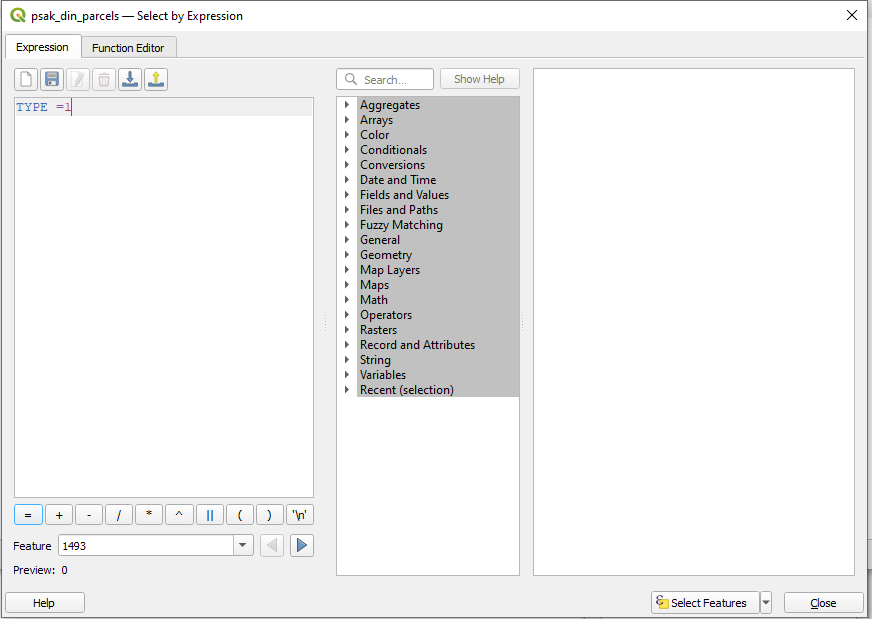 psak_din_parcels — Select by Expression
Expression
Function Editor
Search...
Show Help
TYPE =1
Aggregates
Arrays
Color
Conditionals
Conversions
Date and Time
Fields and Values
Files and Paths
Fuzzy Matching
General
Geometry
Map Layers
Maps
Math
Operators
Rasters
Record and Attributes
String
Variables
Recent (selection)
= + - / * ^ || ( ) '\n'
Feature 1493
Preview: 0
Help
Select Features
Close